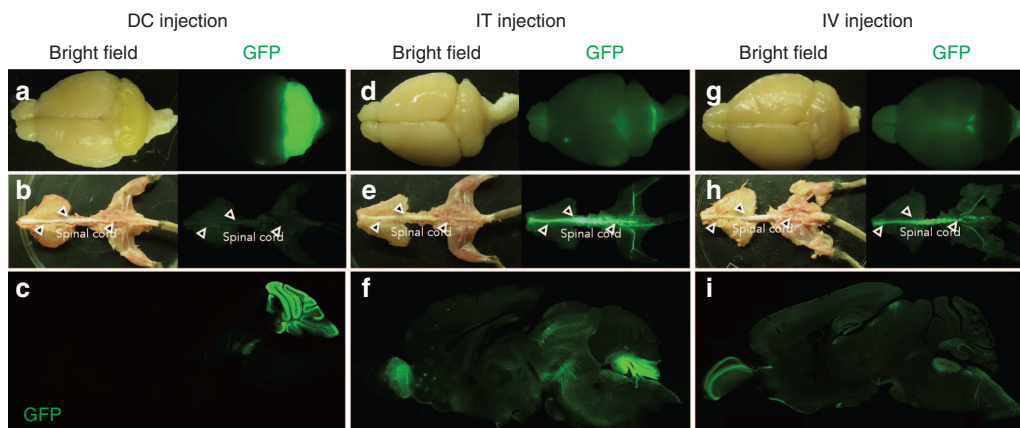 DC injection
IT injection
IV injection
Bright field
GFP
Bright field
GFP
Bright field
GFP
a
d
g
b
Spinal cord
Spinal cord
e
Spinal cord
Spinal cord
h
Spinal cord
Spinal cord
c
GFP
f
i